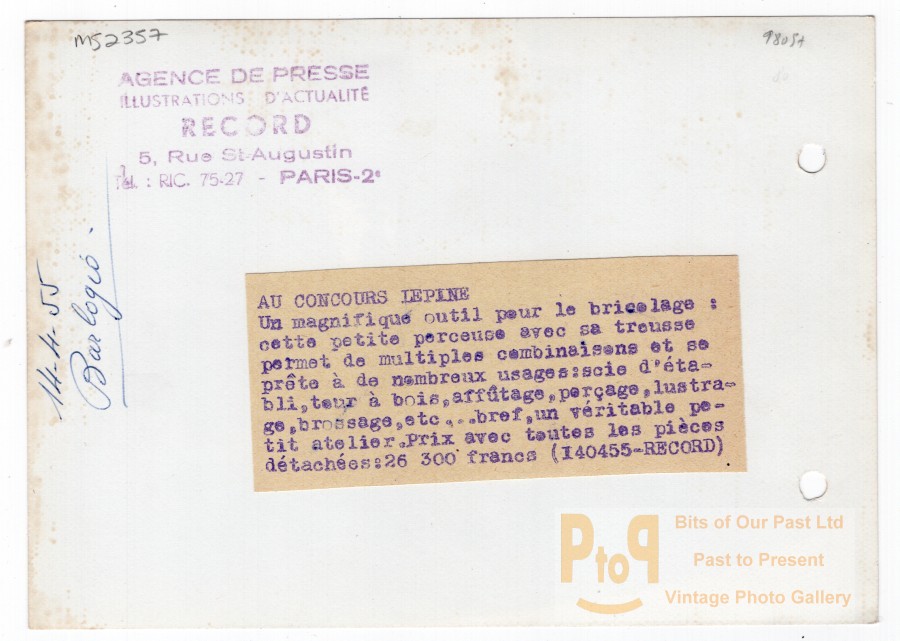 M52357
98057
AGENCE DE PRESSE
ILLUSTRATIONS D'ACTUALITÉ
RECORD
5, Rue St-Augustin
Tél. : RIC. 75-27 - PARIS-2e
14-4-55
AU CONCOURS LEPINE
Un magnifique outil pour le bricolage :
cette petite perceuse avec sa trousse
permet de multiples combinaisons et se
prête à de nombreux usages:scie d'éta-
bli,tour à bois,affûtage,perçage,lustra-
ge,brossage,etc...bref,un véritable pe-
tit atelier.Prix avec toutes les pièces
détachées:26 300 francs (I40455-RECORD)
PtoP
Bits of Our Past Ltd
Past to Present
Vintage Photo Gallery